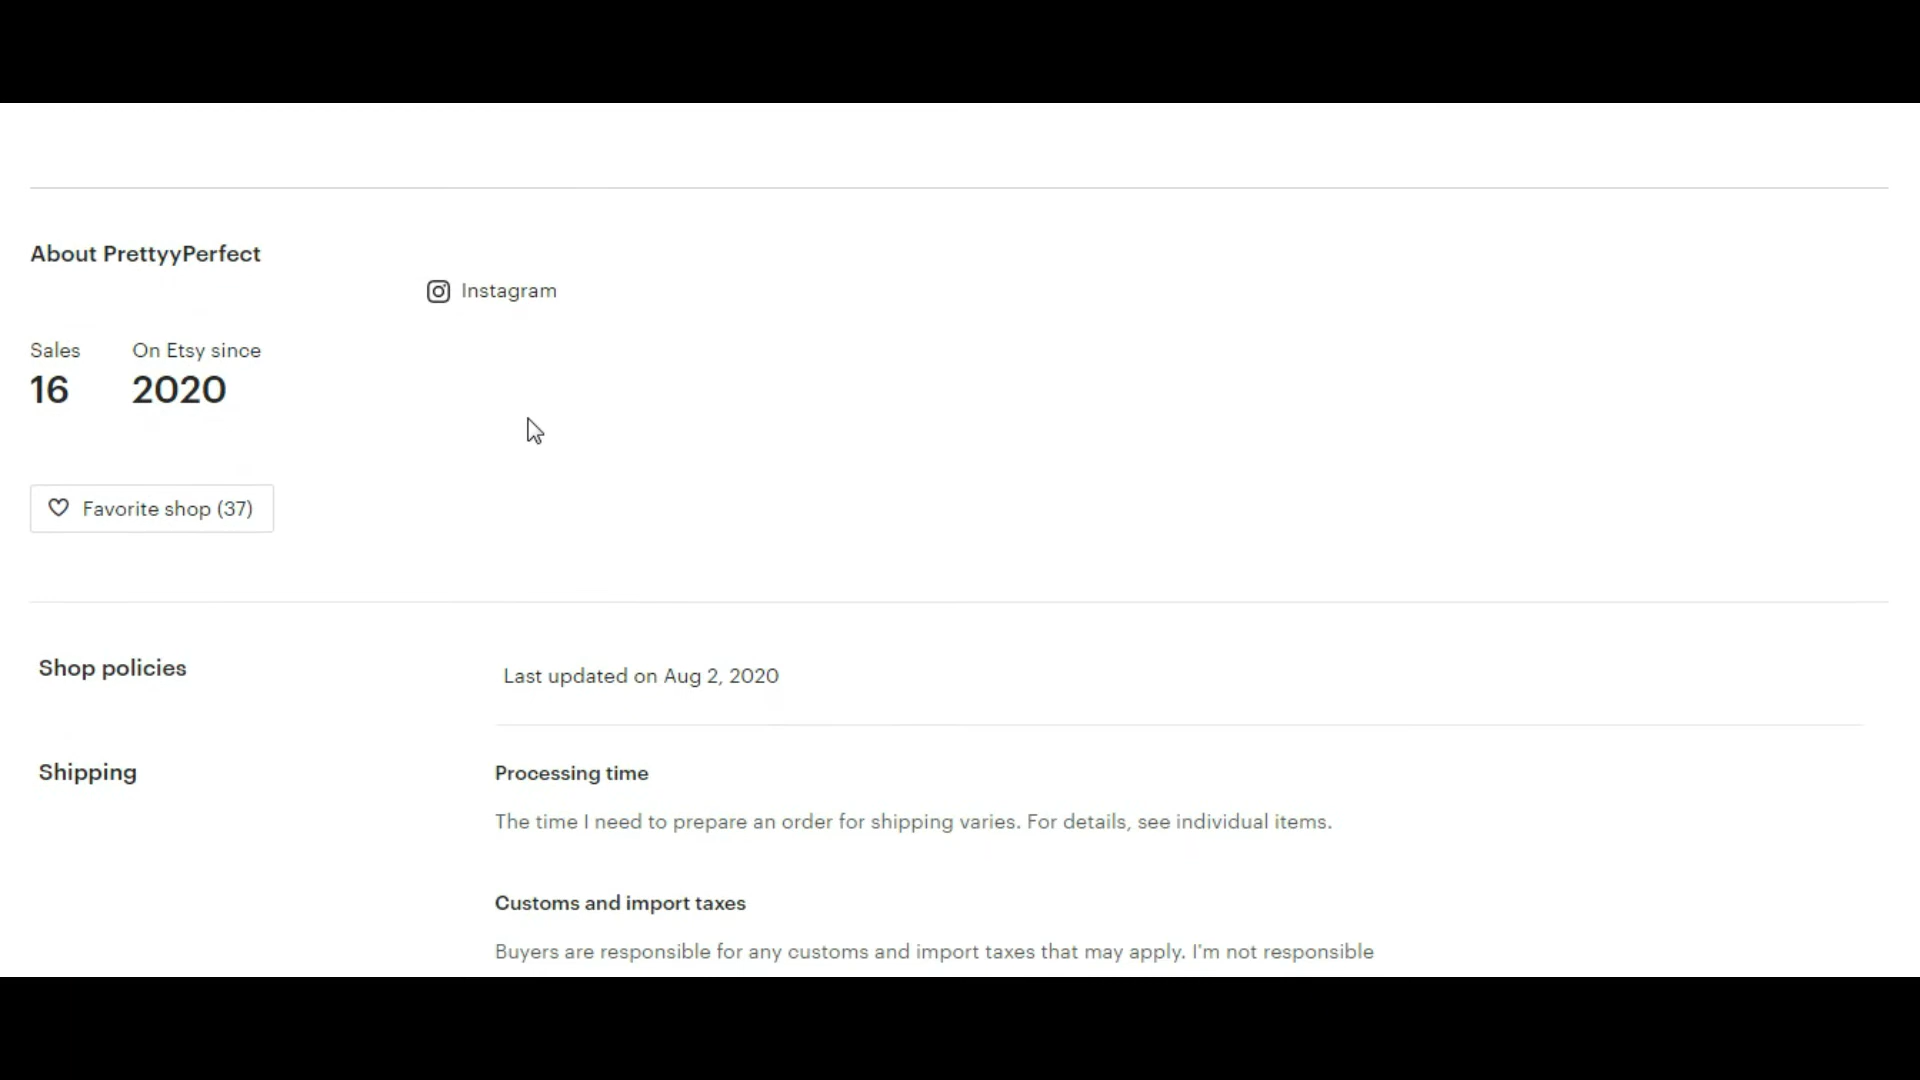 About PrettyyPerfect
Instagram
Sales
On Etsy since
16
2020
Favorite shop (37)
Shop policies
Last updated on Aug 2, 2020
Shipping
Processing time
The time I need to prepare an order for shipping varies. For details, see individual items.
Customs and import taxes
Buyers are responsible for any customs and import taxes that may apply. I'm not responsible